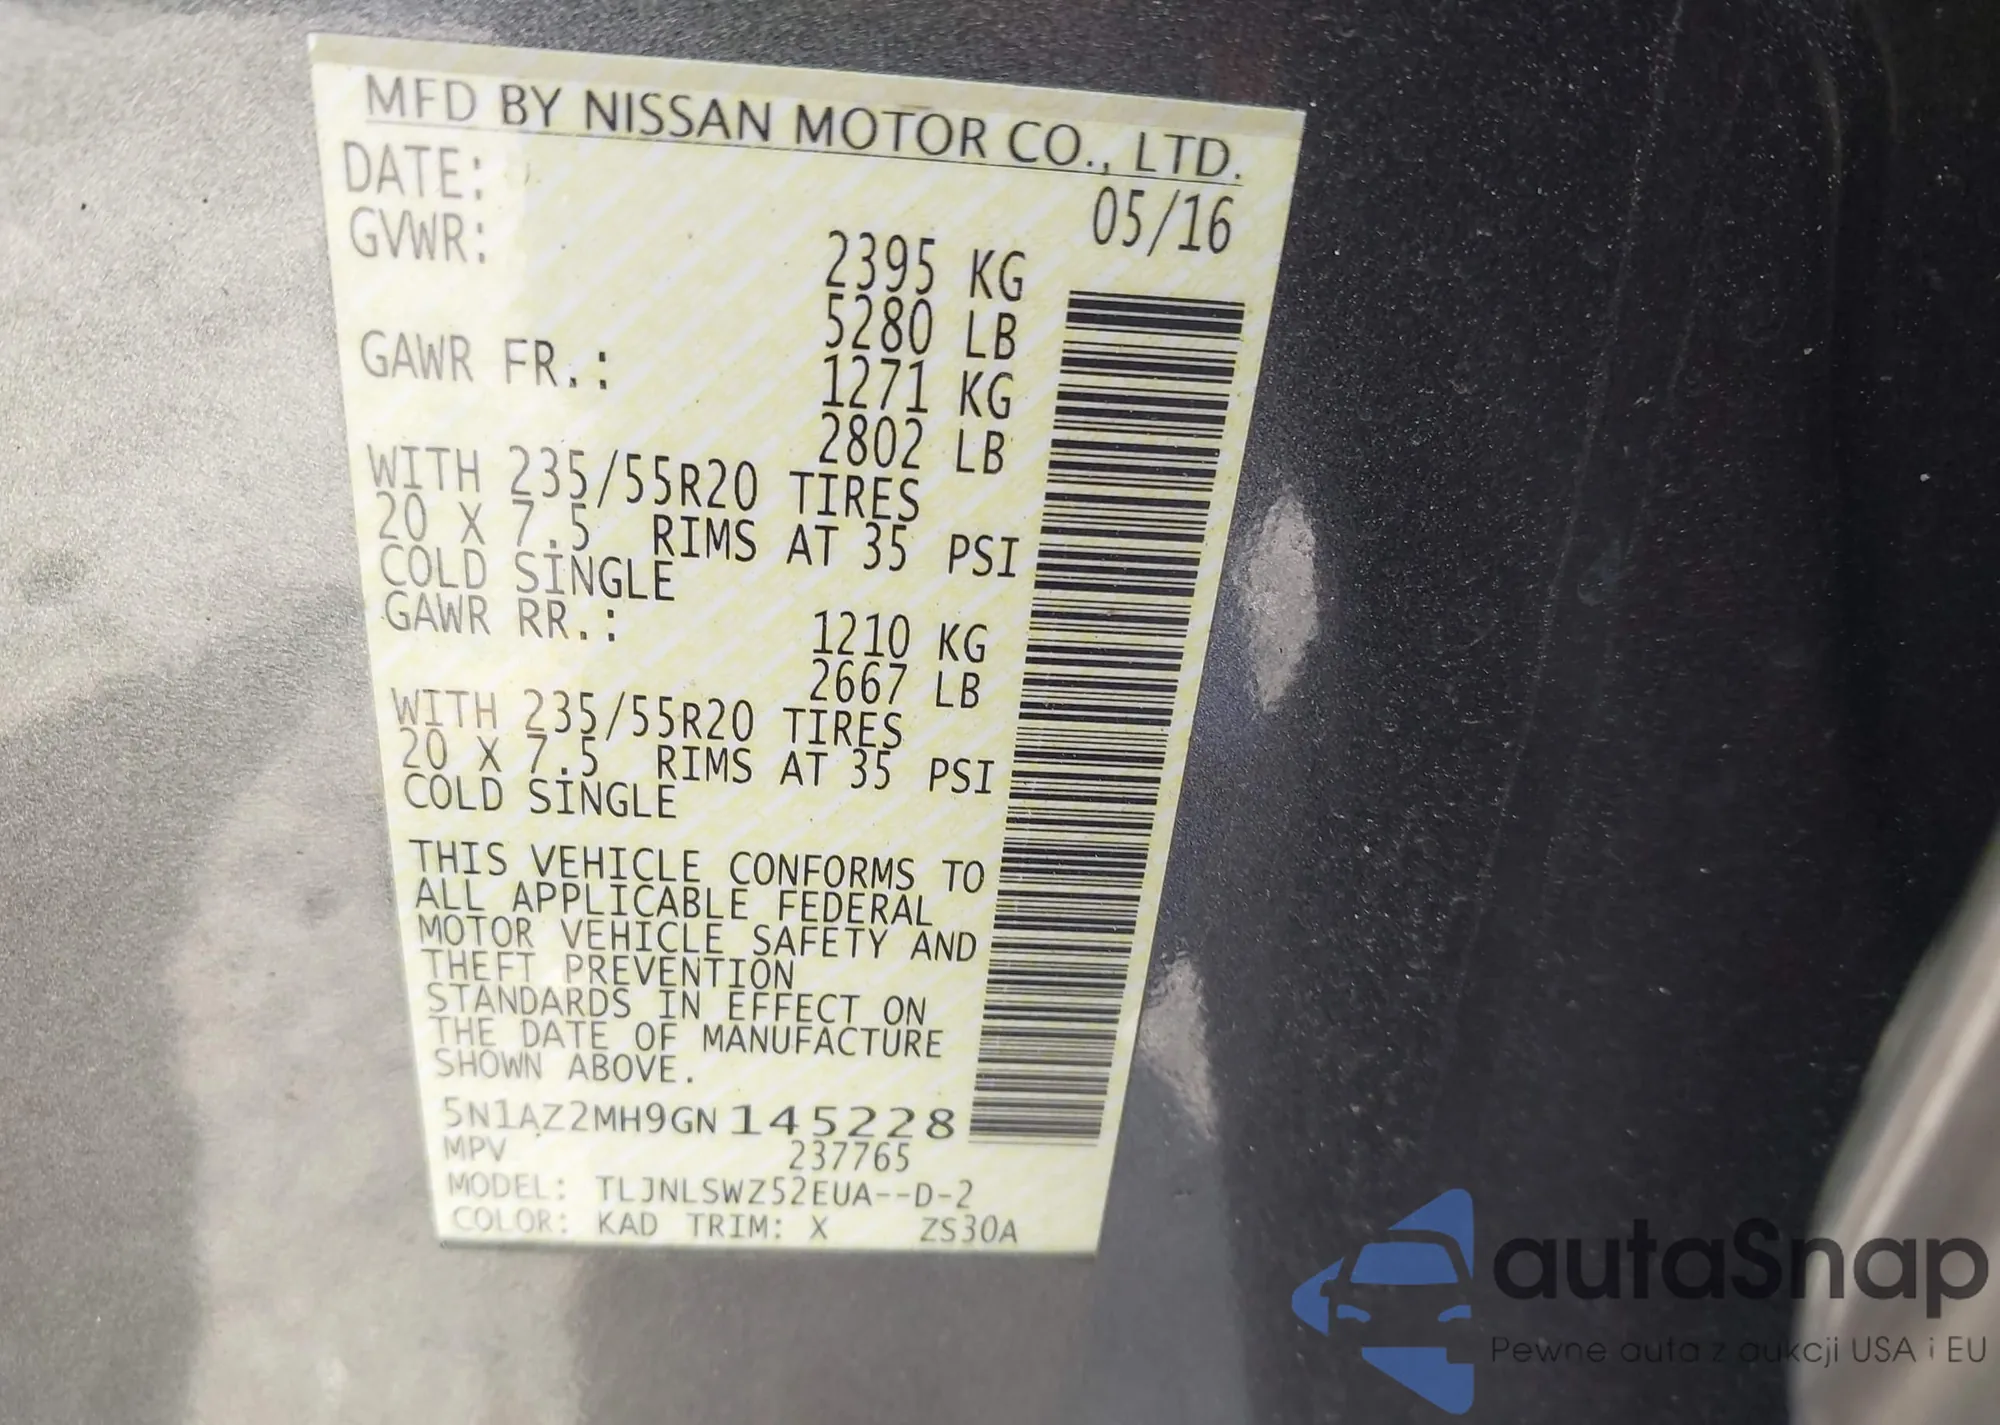 MFD BY NISSAN MOTOR CO., LTD.
DATE: 05/16
GVWR: 2395 KG
5280 LB
GAWR FR.: 1271 KG
2802 LB
WITH 235/55R20 TIRES
20 X 7.5 RIMS AT 35 PSI
COLD SINGLE
GAWR RR.: 1210 KG
2667 LB
WITH 235/55R20 TIRES
20 X 7.5 RIMS AT 35 PSI
COLD SINGLE
THIS VEHICLE CONFORMS TO
ALL APPLICABLE FEDERAL
MOTOR VEHICLE SAFETY AND
THEFT PREVENTION
STANDARDS IN EFFECT ON
THE DATE OF MANUFACTURE
SHOWN ABOVE.
5N1AZ2MH9GN145228
MPV 237765
MODEL: TLJNLSWZ52EUA--D-2
COLOR: KAD TRIM: X ZS30A
autaSnap
Pewne auta z aukcji USA i EU